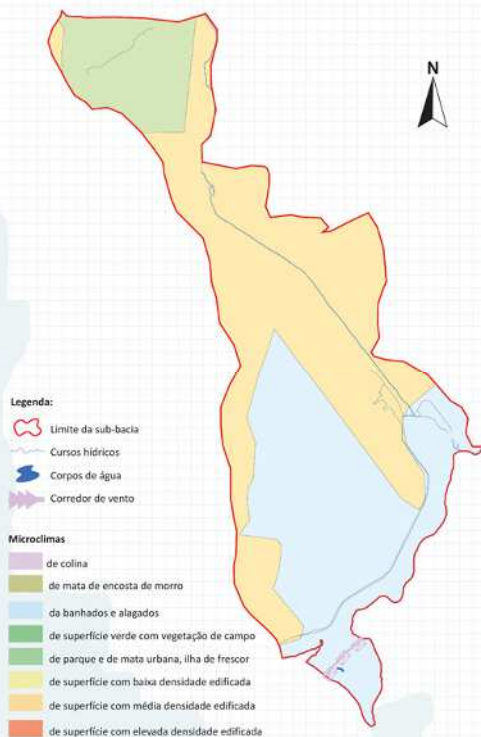 N
Legenda:
Limite da sub-bacia
Cursos hídricos
Corpos de água
Corredor de vento
Microclimas
de colina
de mata de encosta de morro
da banhados e alagados
de superfície verde com vegetação de campo
de parque e de mata urbana, ilha de frescor
de superfície com baixa densidade edificada
de superfície com média densidade edificada
de superfície com elevada densidade edificada